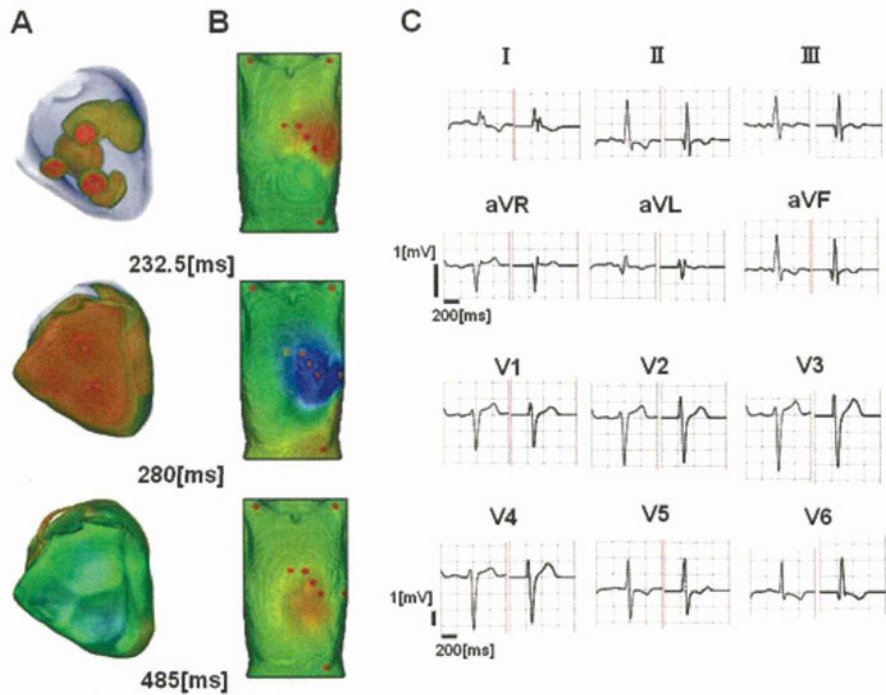 A B C
I II III
232.5[ms]
aVR aVL aVF
1[mV]
200[ms]
280[ms]
V1 V2 V3
V4 V5 V6
1[mV]
200[ms]
485[ms]